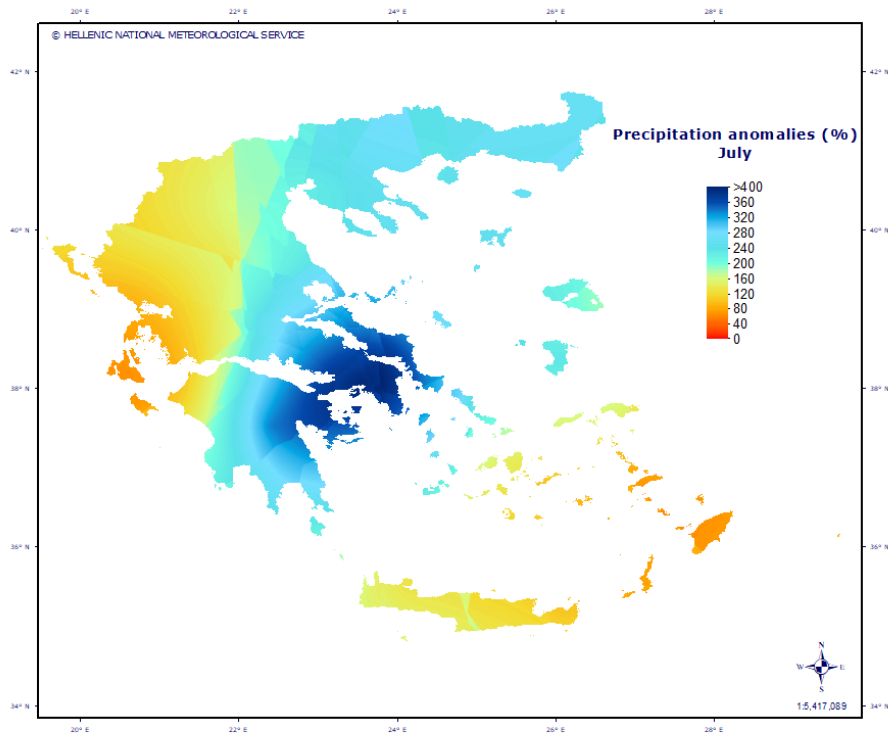 20° E 22° E 24° E 26° E 28° E
© HELLENIC NATIONAL METEOROLOGICAL SERVICE
42° N 42° N
Precipitation anomalies (%)
July
>400
360
320
280
240
200
160
120
80
40
0
40° N 40° N
38° N 38° N
36° N 36° N
N
W E
S
1:5,417,089
34° N 34° N
20° E 22° E 24° E 26° E 28° E